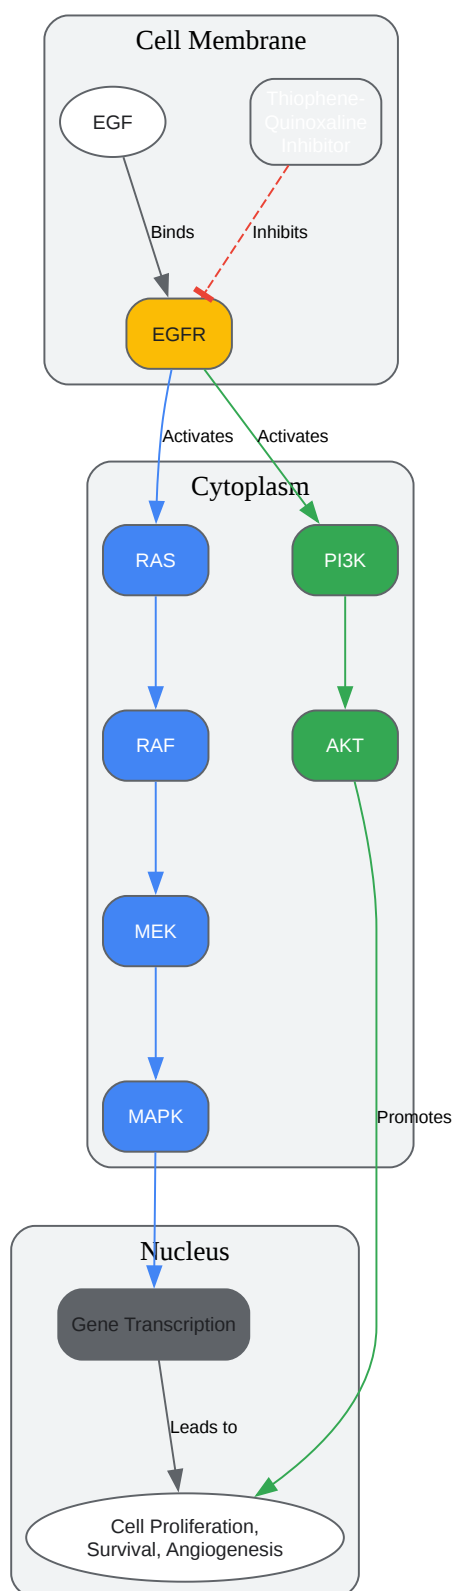 Cell Membrane
EGF
Thiophene-
Quinoxaline
Inhibitor
Binds
Inhibits
EGFR
Activates
Activates
Cytoplasm
RAS
PI3K
RAF
AKT
MEK
MAPK
Promotes
Nucleus
Gene Transcription
Leads to
Cell Proliferation,
Survival, Angiogenesis